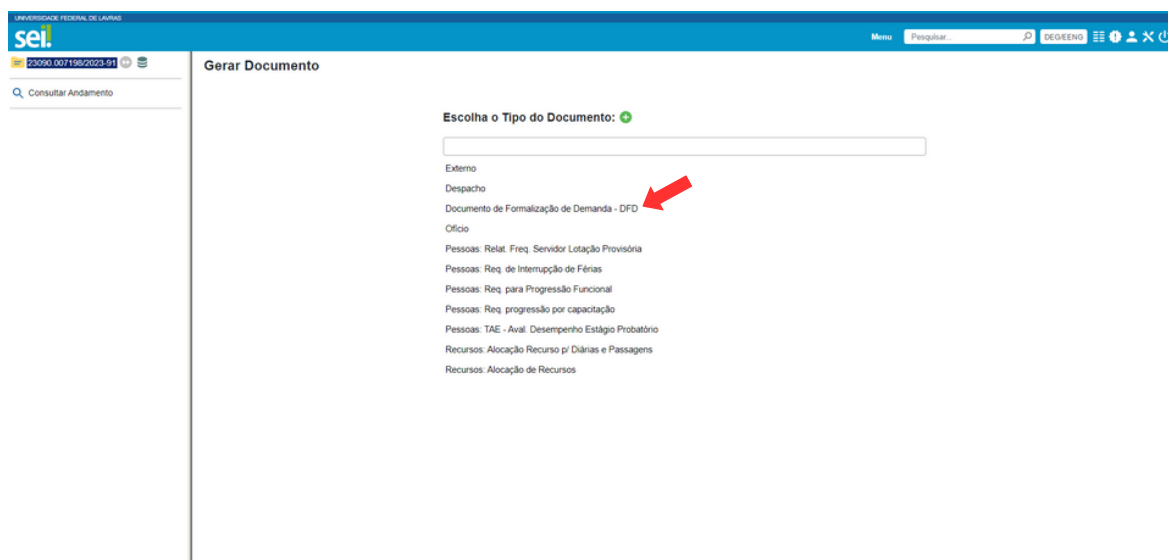 UNIVERSIDADE FEDERAL DE LAVRAS
sei!
Menu
Pesquisar...
DEG/EENG
23090.007198/2023-91
Consultar Andamento
Gerar Documento
Escolha o Tipo do Documento:
Externo
Despacho
Documento de Formalização de Demanda - DFD
Ofício
Pessoas: Relat. Freq. Servidor Lotação Provisória
Pessoas: Req. de Interrupção de Férias
Pessoas: Req. para Progressão Funcional
Pessoas: Req. progressão por capacitação
Pessoas: TAE - Aval. Desempenho Estágio Probatório
Recursos: Alocação Recurso p/ Diárias e Passagens
Recursos: Alocação de Recursos